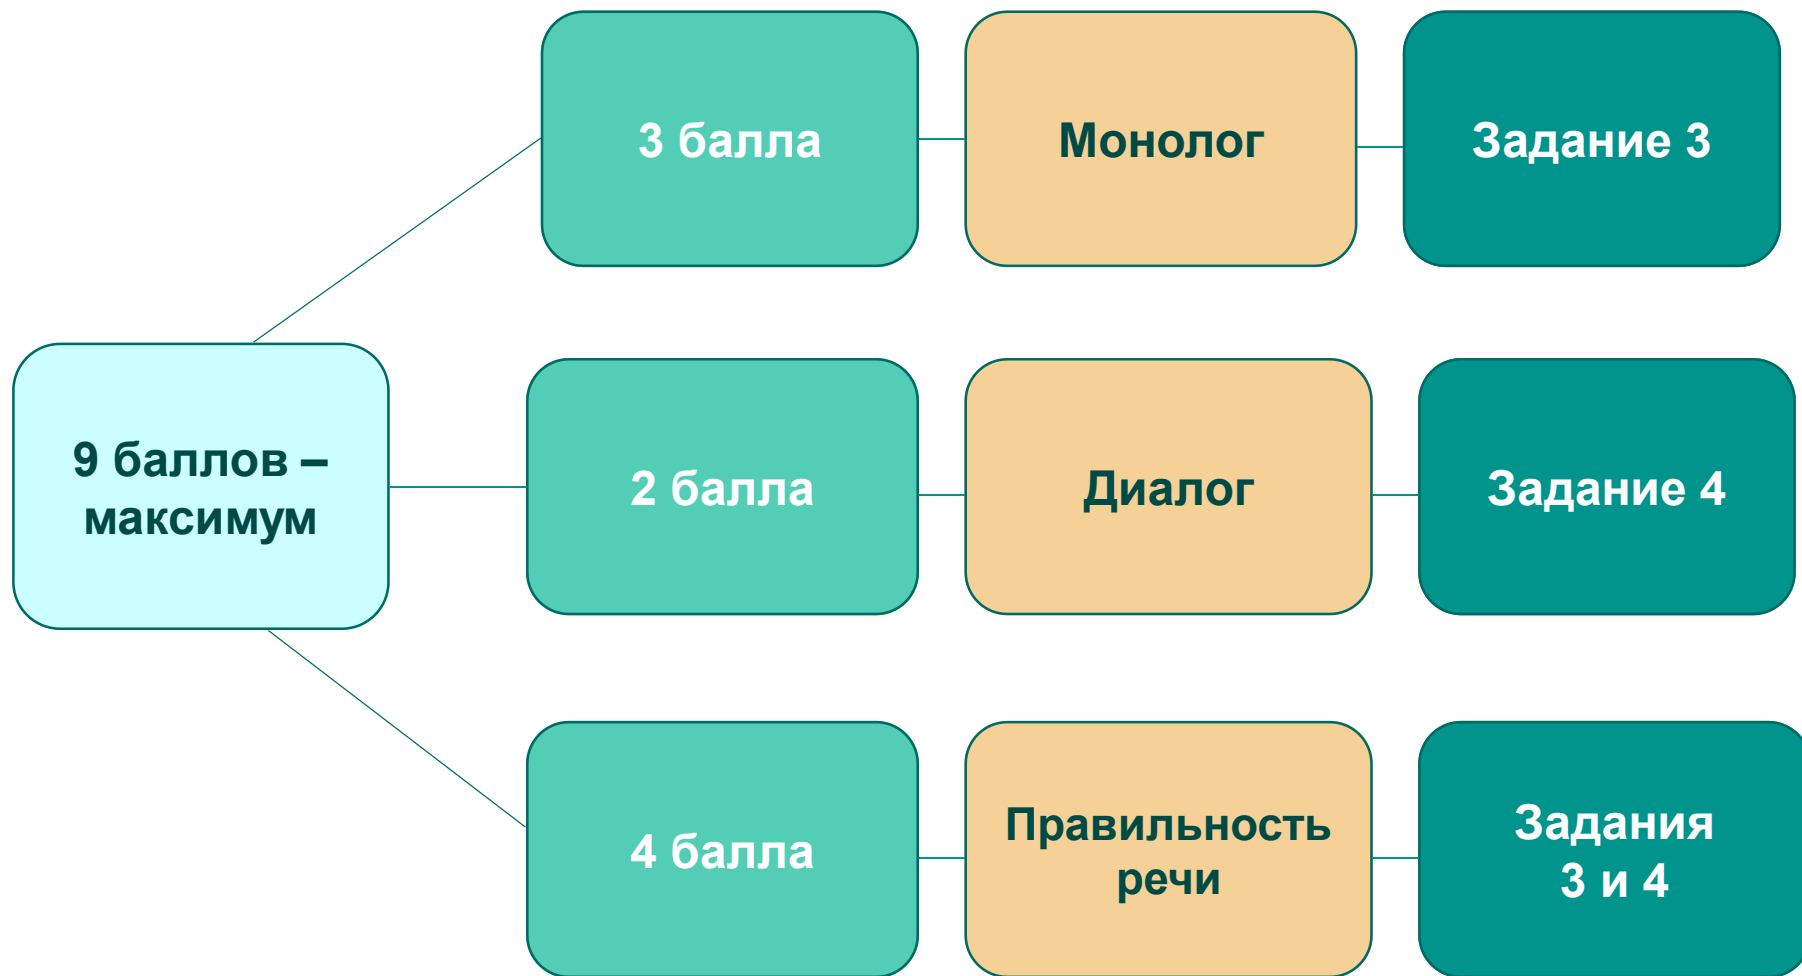 3 балла
Монолог
Задание 3
9 баллов –
максимум
2 балла
Диалог
Задание 4
4 балла
Правильность
речи
Задания
3 и 4